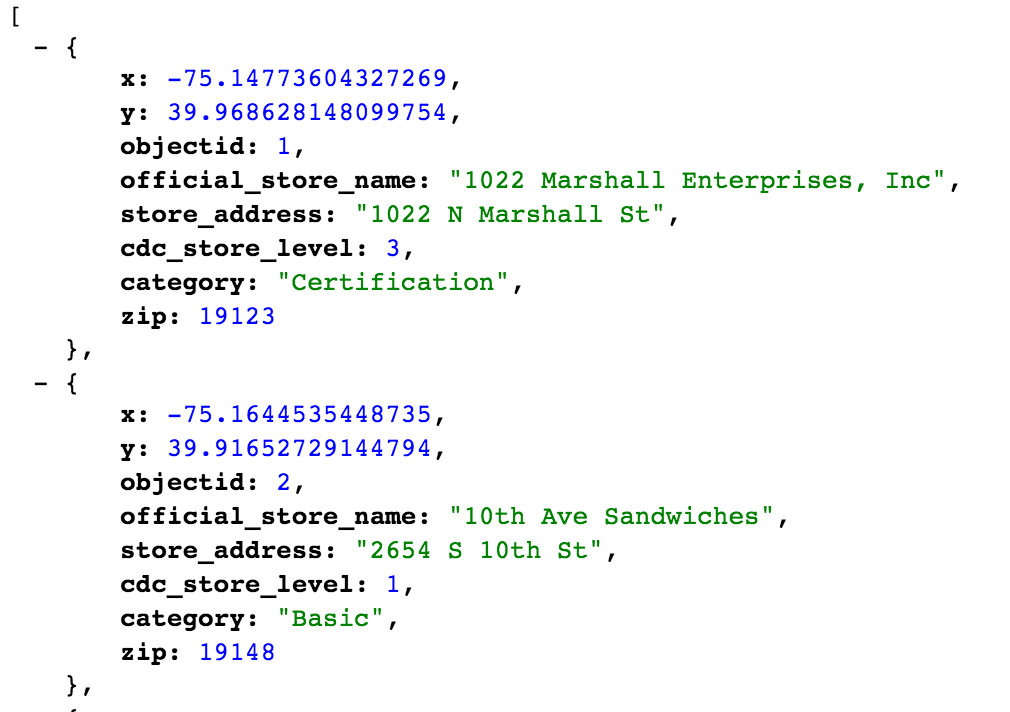 [
- {
x: -75.14773604327269,
y: 39.968628148099754,
objectid: 1,
official_store_name: "1022 Marshall Enterprises, Inc",
store_address: "1022 N Marshall St",
cdc_store_level: 3,
category: "Certification",
zip: 19123
},
- {
x: -75.1644535448735,
y: 39.91652729144794,
objectid: 2,
official_store_name: "10th Ave Sandwiches",
store_address: "2654 S 10th St",
cdc_store_level: 1,
category: "Basic",
zip: 19148
},